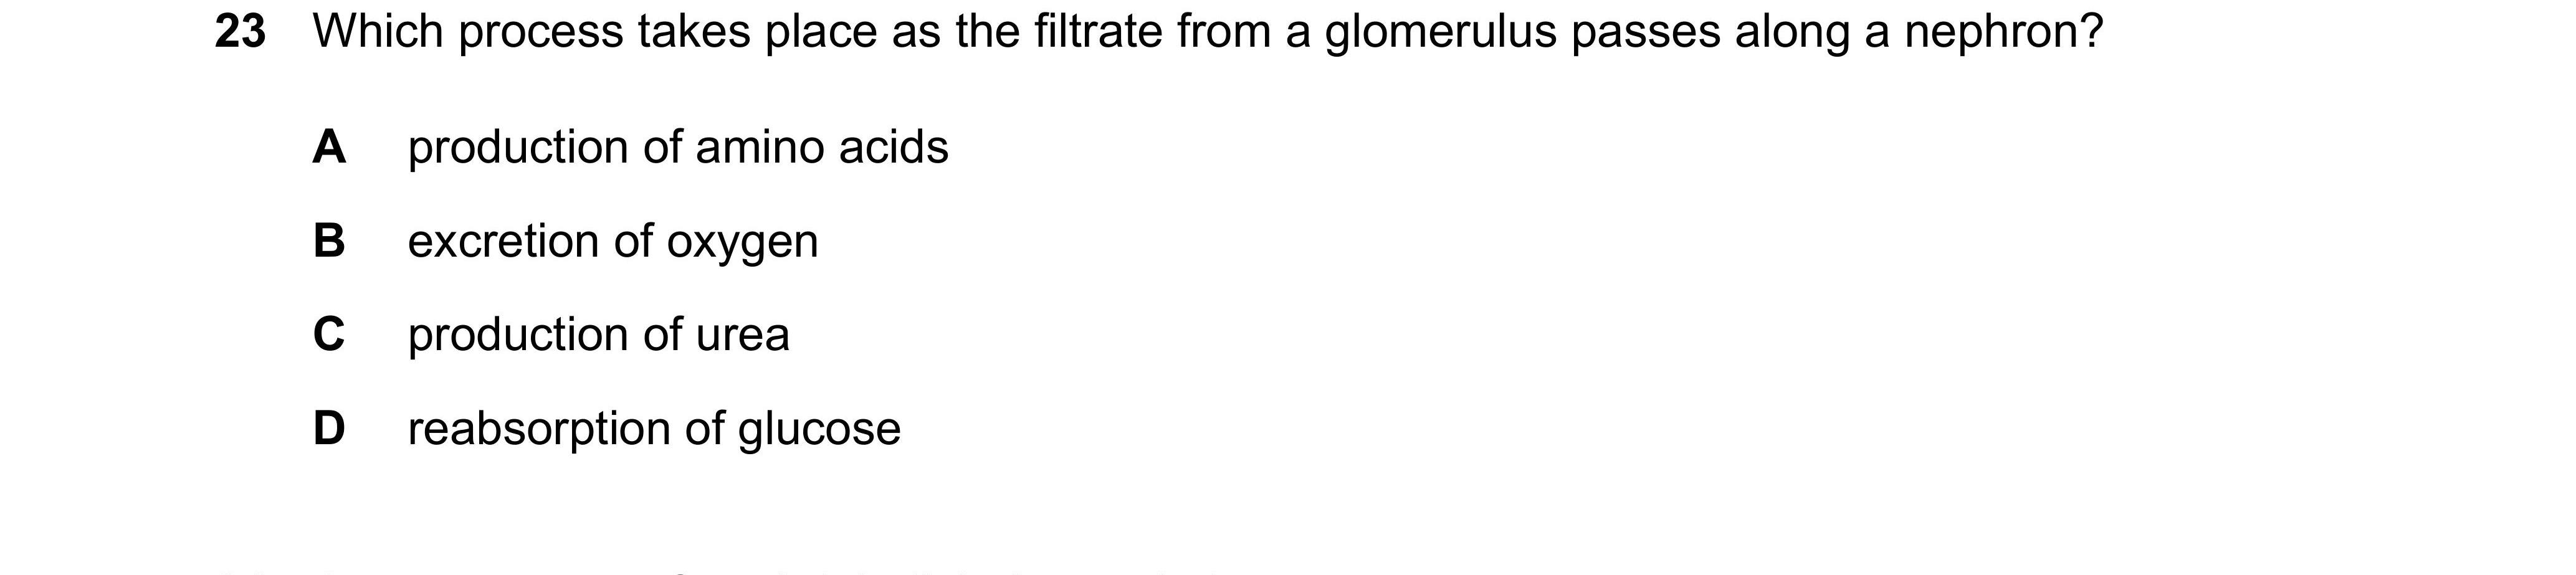 23 Which process takes place as the filtrate from a glomerulus passes along a nephron?
A production of amino acids
B excretion of oxygen
C production of urea
D reabsorption of glucose